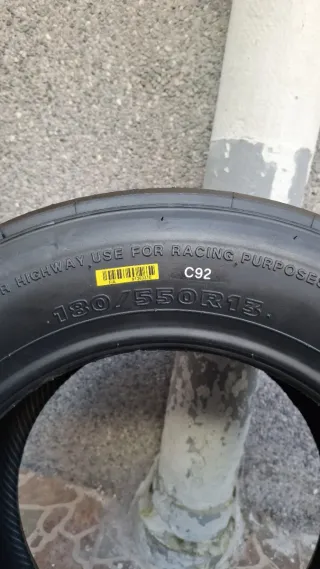 R HIGHWAY USE FOR RACING PURPOSES
C92
180/550R13